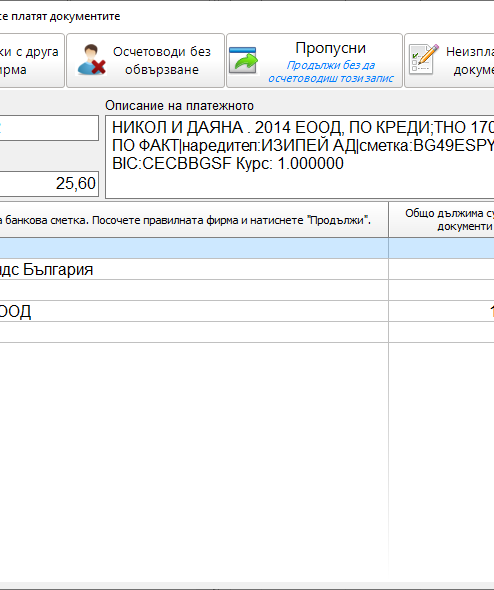 се платят документите
ки с друга
ирма
Осчетоводи без
обвързване
Пропусни
Продължи без да
осчетоводиш този запис
Неизпла
докуме
Описание на платежното
НИКОЛ И ДАЯНА . 2014 ЕООД, ПО КРЕДИ;ТНО 170
ПО ФАКТ|наредител:ИЗИПЕЙ АД|сметка:BG49ESPY
BIC:CECBBGSF Курс: 1.000000
25,60
а банкова сметка. Посочете правилната фирма и натиснете "Продължи".
Общо дължима су
документи
ндс България
ООД
1